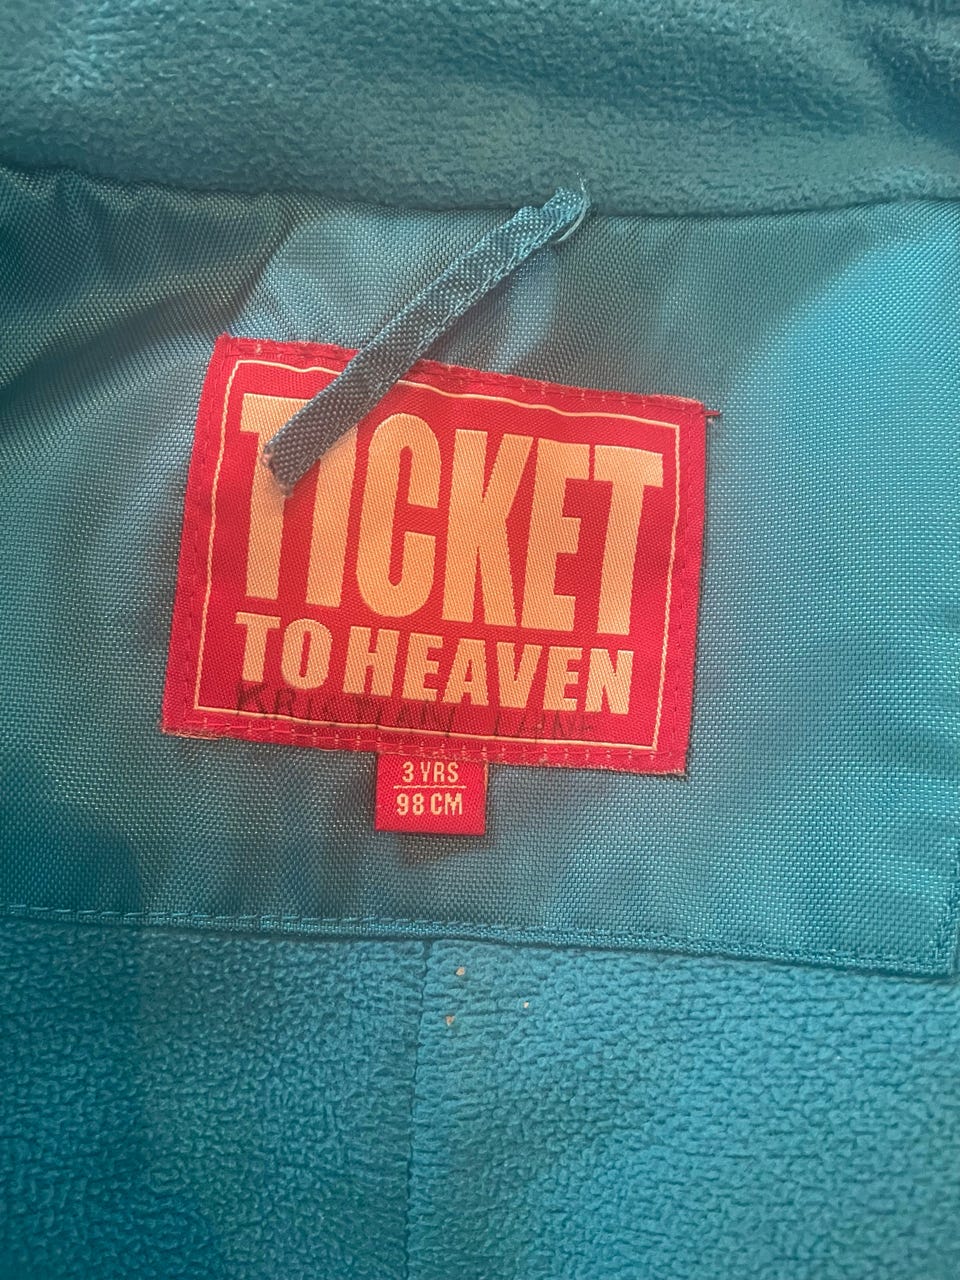 TICKET
TO HEAVEN
3 YRS
98 CM